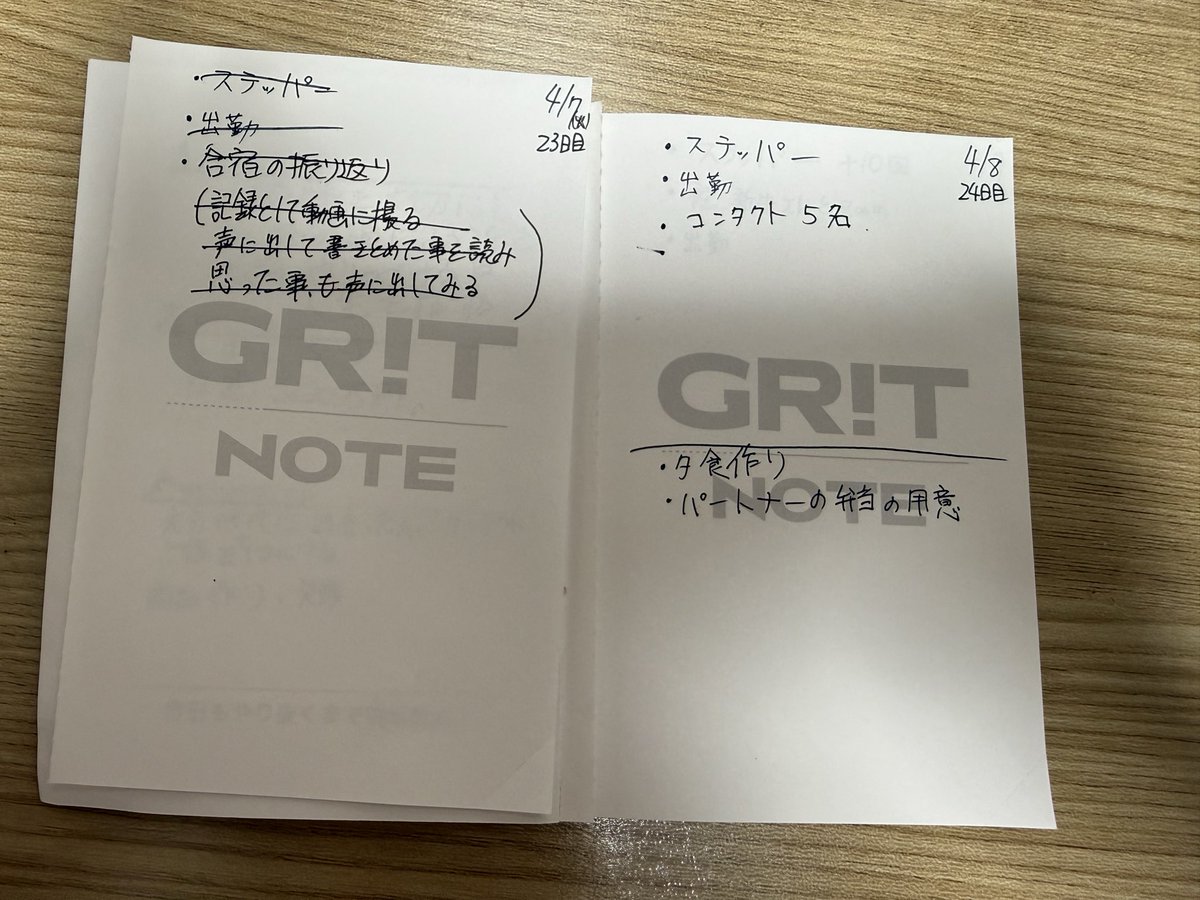 ・ステッパー
4/7
(火)
23日目
・出勤
・合宿の振り返り
(記録として動画に撮る
声に出して書きとめた事を読み
思った事も声に出してみる)
GR!T
NOTE
・ステッパー
4/8
24日目
・出勤
・コンタクト 5名.
GR!T
・夕食作り
NOTE
・パートナーの弁当の用意